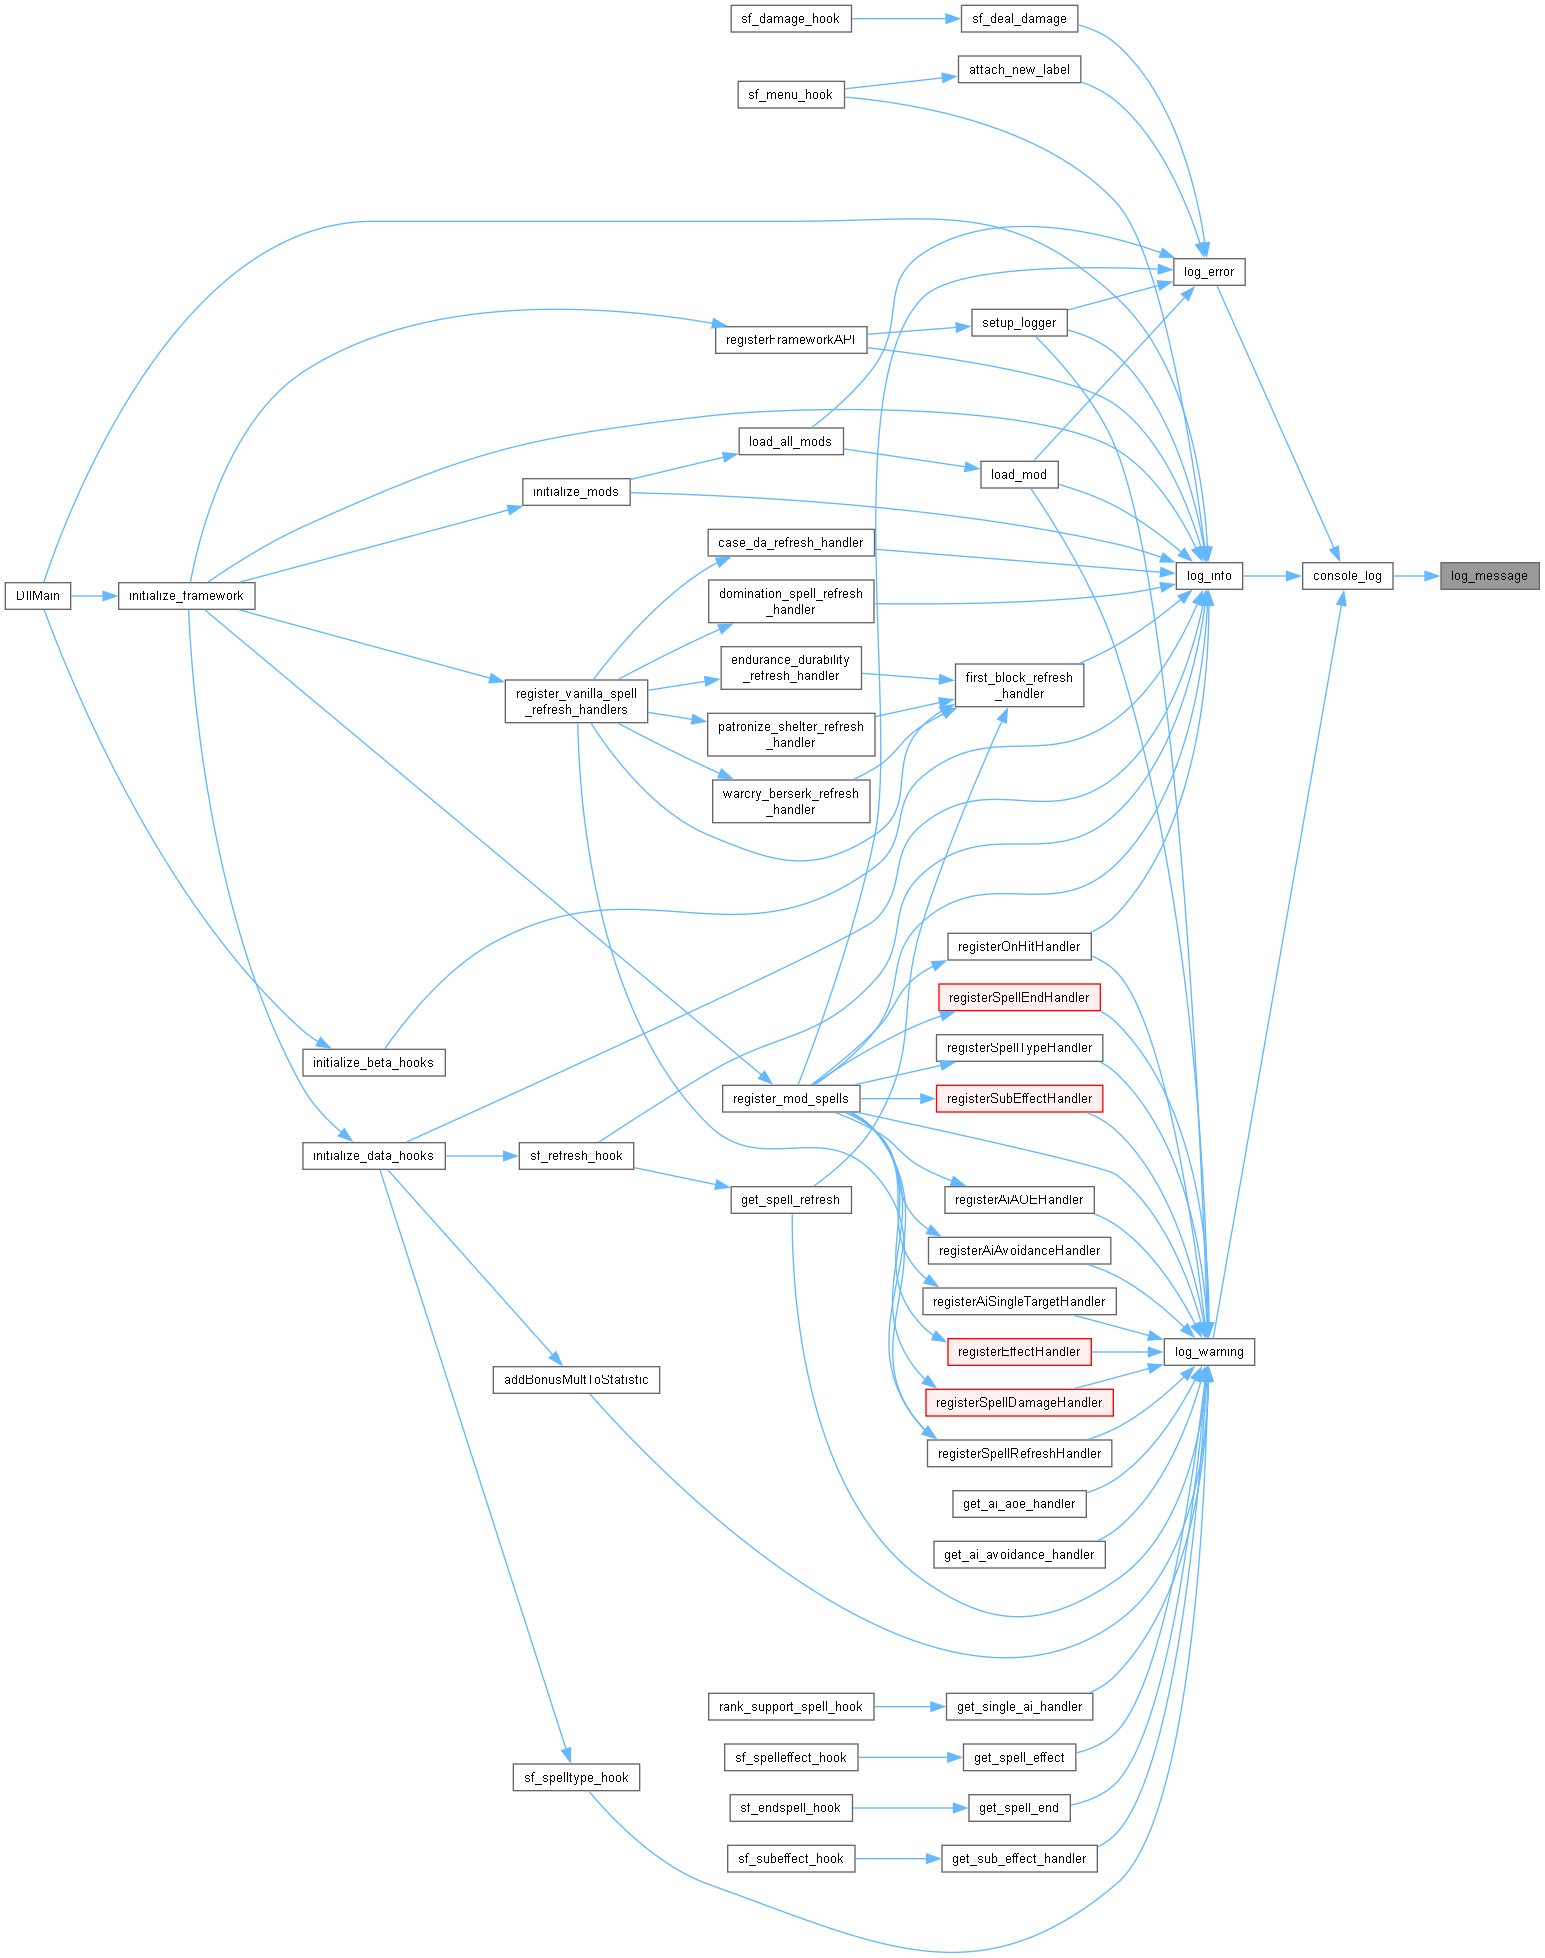 sf_damage_hook
sf_deal_damage
attach_new_label
sf_menu_hook
log_error
setup_logger
registerFrameworkAPI
load_all_mods
load_mod
initialize_mods
case_da_refresh_handler
log_info
console_log
log_message
DllMain
initialize_framework
domination_spell_refresh
_handler
endurance_durability
_refresh_handler
first_block_refresh
_handler
register_vanilla_spell
_refresh_handlers
patronize_shelter_refresh
_handler
warcry_berserk_refresh
_handler
registerOnHitHandler
registerSpellEndHandler
registerSpellTypeHandler
initialize_beta_hooks
register_mod_spells
registerSubEffectHandler
initialize_data_hooks
sf_refresh_hook
get_spell_refresh
registerAiAOEHandler
registerAiAvoidanceHandler
registerAiSingleTargetHandler
registerEffectHandler
log_warning
addBonusMultToStatistic
registerSpellDamageHandler
registerSpellRefreshHandler
get_ai_aoe_handler
get_ai_avoidance_handler
rank_support_spell_hook
get_single_ai_handler
sf_spelleffect_hook
get_spell_effect
sf_spelltype_hook
sf_endspell_hook
get_spell_end
sf_subeffect_hook
get_sub_effect_handler